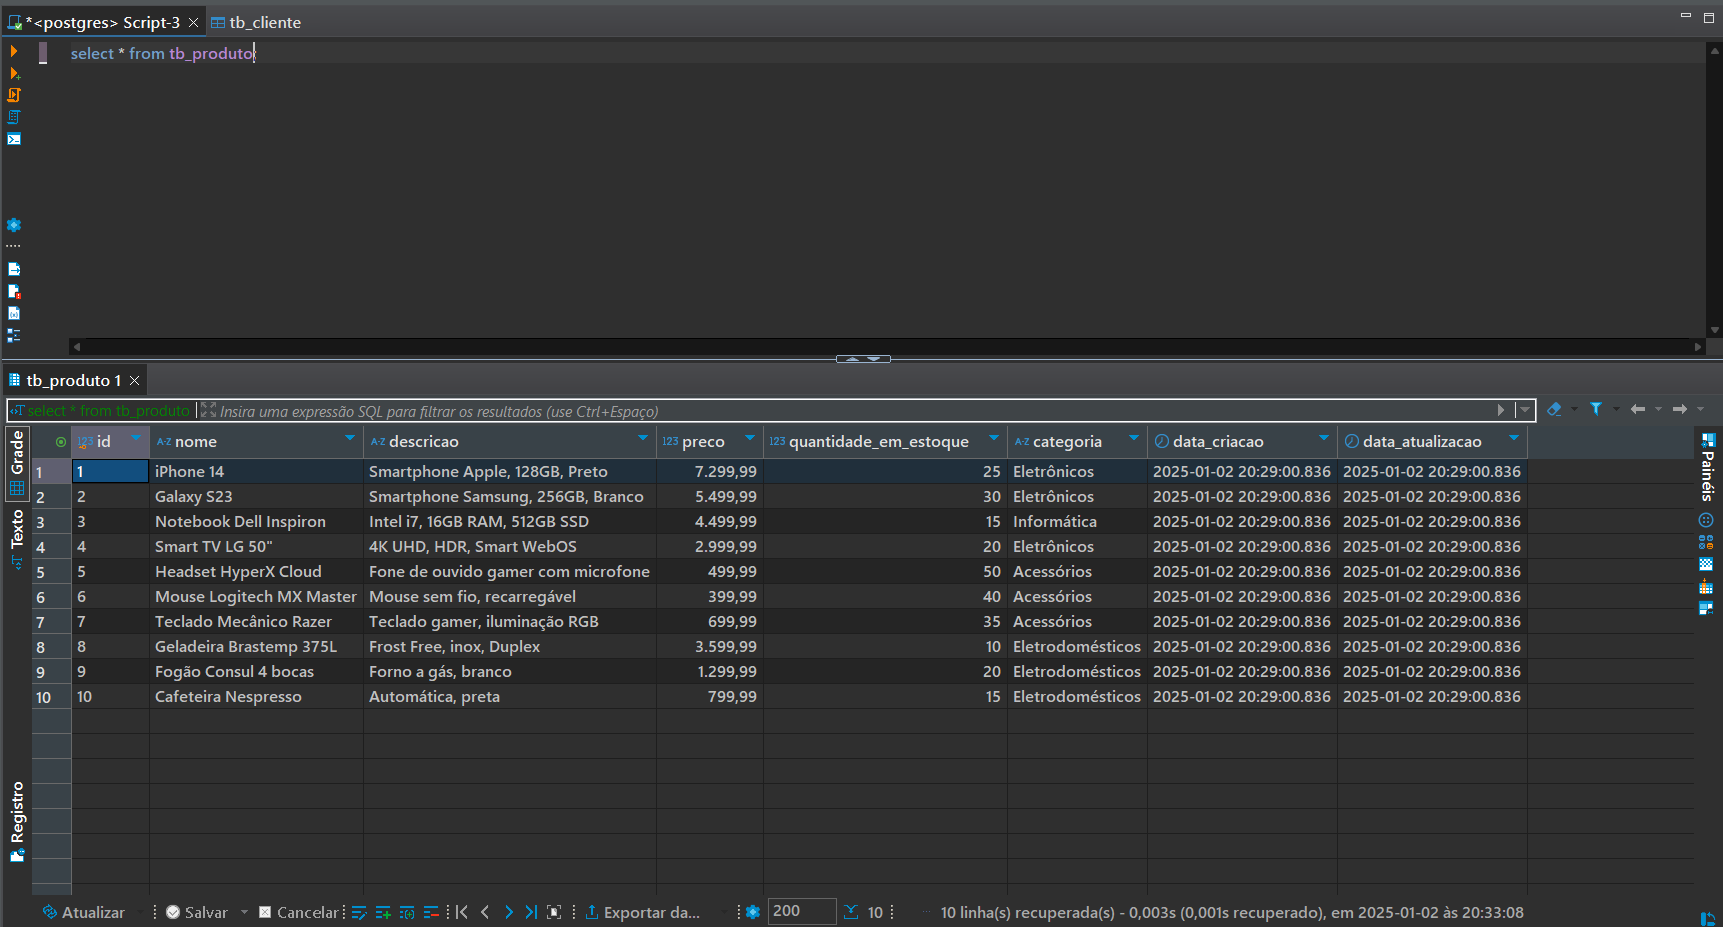 *<postgres> Script-3 tb_cliente
select * from tb_produto;
tb_produto 1
select * from tb_produto Insira uma expressão SQL para filtrar os resultados (use Ctrl+Espaço)
Grade
Texto
Registro
123 id A-Z nome A-Z descricao 123 preco 123 quantidade_em_estoque A-Z categoria data_criacao data_atualizacao
1 1 iPhone 14 Smartphone Apple, 128GB, Preto 7.299,99 25 Eletrônicos 2025-01-02 20:29:00.836 2025-01-02 20:29:00.836
2 2 Galaxy S23 Smartphone Samsung, 256GB, Branco 5.499,99 30 Eletrônicos 2025-01-02 20:29:00.836 2025-01-02 20:29:00.836
3 3 Notebook Dell Inspiron Intel i7, 16GB RAM, 512GB SSD 4.499,99 15 Informática 2025-01-02 20:29:00.836 2025-01-02 20:29:00.836
4 4 Smart TV LG 50" 4K UHD, HDR, Smart WebOS 2.999,99 20 Eletrônicos 2025-01-02 20:29:00.836 2025-01-02 20:29:00.836
5 5 Headset HyperX Cloud Fone de ouvido gamer com microfone 499,99 50 Acessórios 2025-01-02 20:29:00.836 2025-01-02 20:29:00.836
6 6 Mouse Logitech MX Master Mouse sem fio, recarregável 399,99 40 Acessórios 2025-01-02 20:29:00.836 2025-01-02 20:29:00.836
7 7 Teclado Mecânico Razer Teclado gamer, iluminação RGB 699,99 35 Acessórios 2025-01-02 20:29:00.836 2025-01-02 20:29:00.836
8 8 Geladeira Brastemp 375L Frost Free, inox, Duplex 3.599,99 10 Eletrodomésticos 2025-01-02 20:29:00.836 2025-01-02 20:29:00.836
9 9 Fogão Consul 4 bocas Forno a gás, branco 1.299,99 20 Eletrodomésticos 2025-01-02 20:29:00.836 2025-01-02 20:29:00.836
10 10 Cafeteira Nespresso Automática, preta 799,99 15 Eletrodomésticos 2025-01-02 20:29:00.836 2025-01-02 20:29:00.836
Painéis
Atualizar Salvar Cancelar Exportar da... 200 10 10 linha(s) recuperada(s) - 0,003s (0,001s recuperado), em 2025-01-02 às 20:33:08